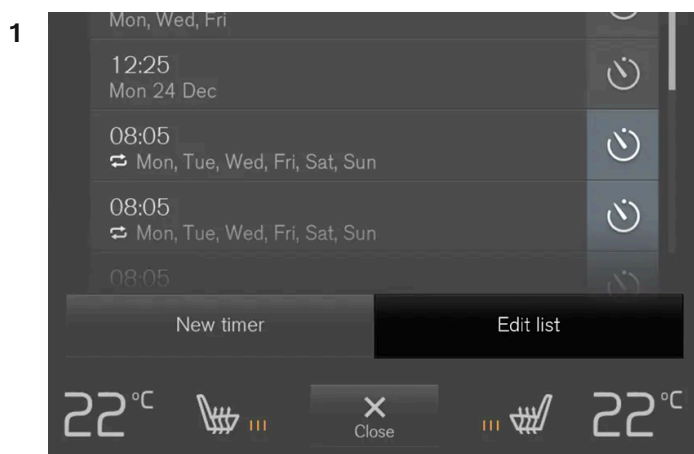 1
Mon, Wed, Fri
12:25
Mon 24 Dec
08:05
Mon, Tue, Wed, Fri, Sat, Sun
08:05
Mon, Tue, Wed, Fri, Sat, Sun
08:05
New timer Edit list
22°C Close 22°C